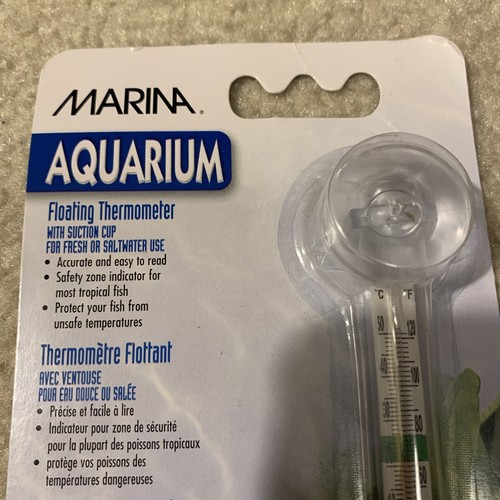 MARINA®
AQUARIUM
Floating Thermometer
WITH SUCTION CUP
FOR FRESH OR SALTWATER USE
• Accurate and easy to read
• Safety zone indicator for
most tropical fish
• Protect your fish from
unsafe temperatures
Thermomètre Flottant
AVEC VENTOUSE
POUR EAU DOUCE OU SALÉE
• Précise et facile à lire
• Indicateur pour zone de sécurité
pour la plupart des poissons tropicaux
• protège vos poissons des
températures dangereuses
°C F
50 120
40 100
80
60